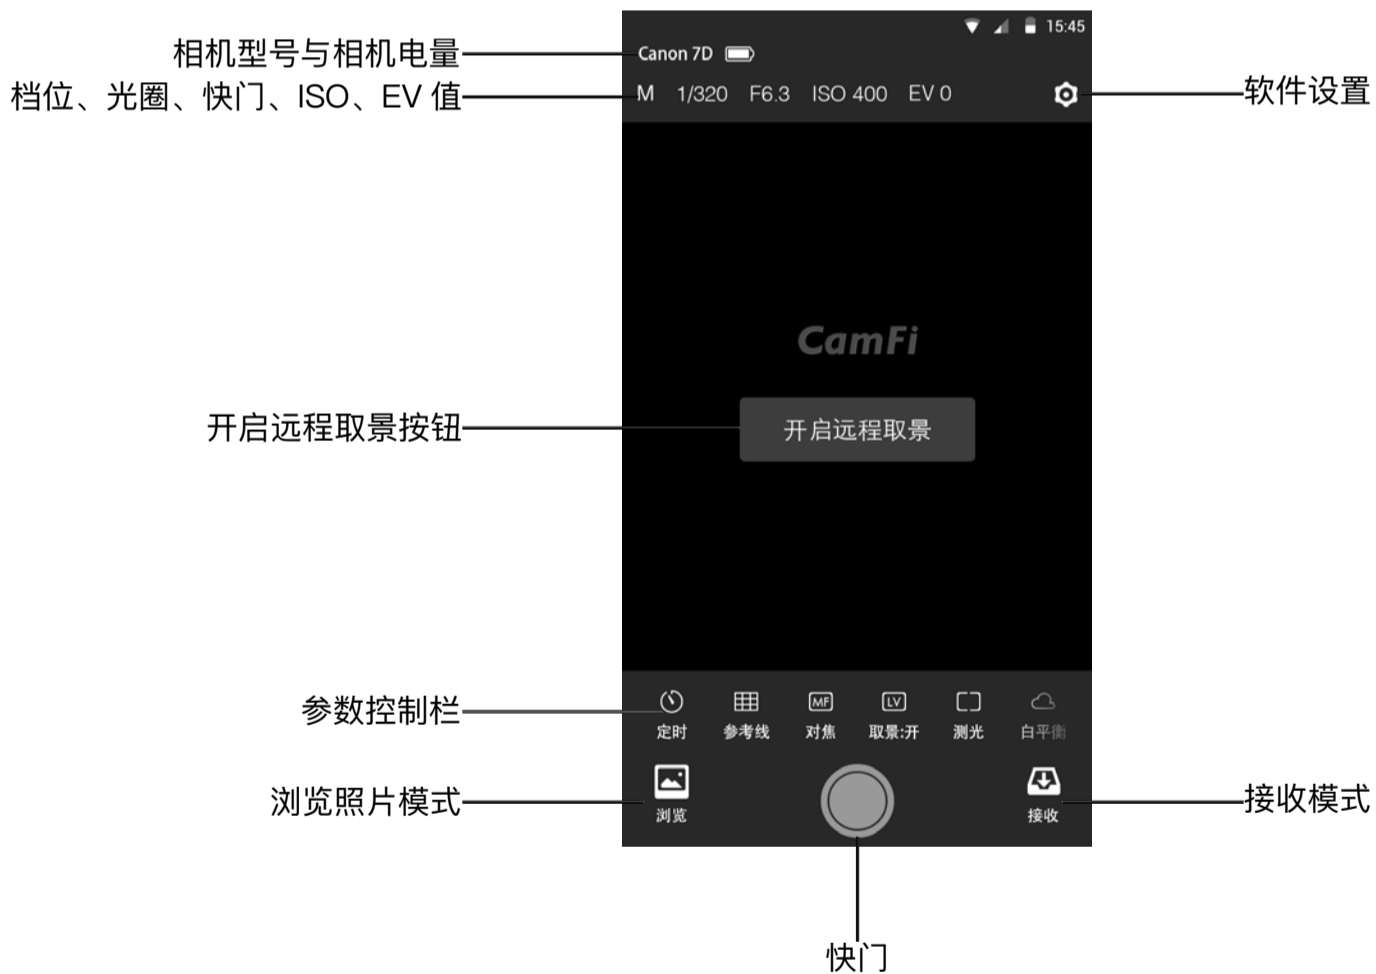 15:45
相机型号与相机电量
Canon 7D
档位、光圈、快门、ISO、EV 值
M 1/320 F6.3 ISO 400 EV 0
软件设置
CamFi
开启远程取景按钮
开启远程取景
参数控制栏
MF
LV
定时 参考线 对焦 取景:开 测光 白平衡
浏览照片模式
浏览
接收
接收模式
快门